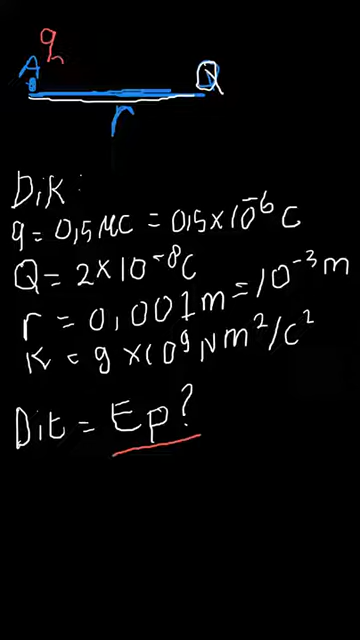 q
A
Q
r
Dik:
q = 0,5 μC = 0,5 × 10⁻⁶ C
Q = 2 × 10⁻⁸ C
r = 0,001 m = 10⁻³ m
K = 9 × 10⁹ N m²/C²
Dit = Ep?